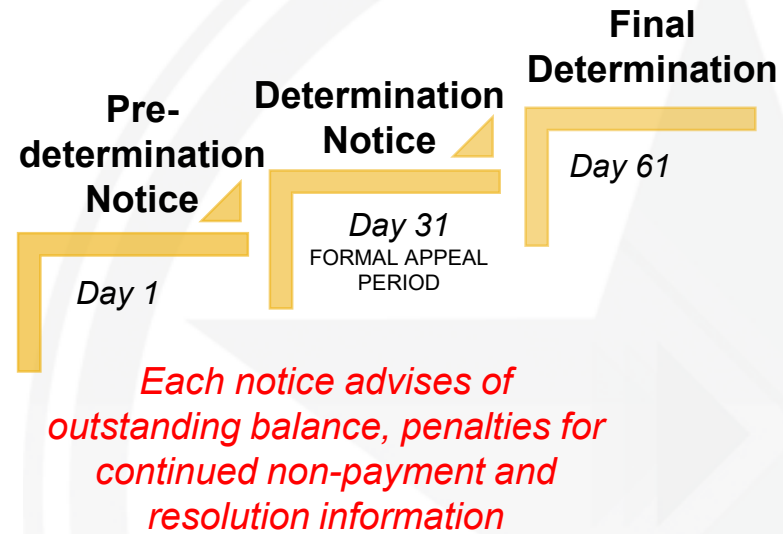 Pre-
determination
Notice
Day 1
Determination
Notice
Day 31
FORMAL APPEAL
PERIOD
Final
Determination
Day 61
Each notice advises of
outstanding balance, penalties for
continued non-payment and
resolution information